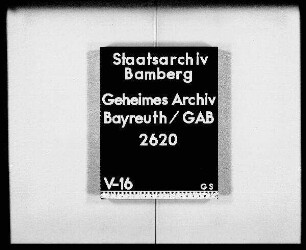 Staatsarchiv
Bamberg
Geheimes Archiv
Bayreuth / GAB
2620
V-16 GS